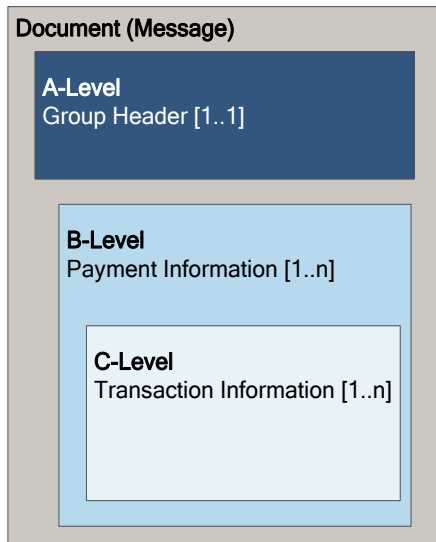 Document (Message)
A-Level
Group Header [1..1]
B-Level
Payment Information [1..n]
C-Level
Transaction Information [1..n]